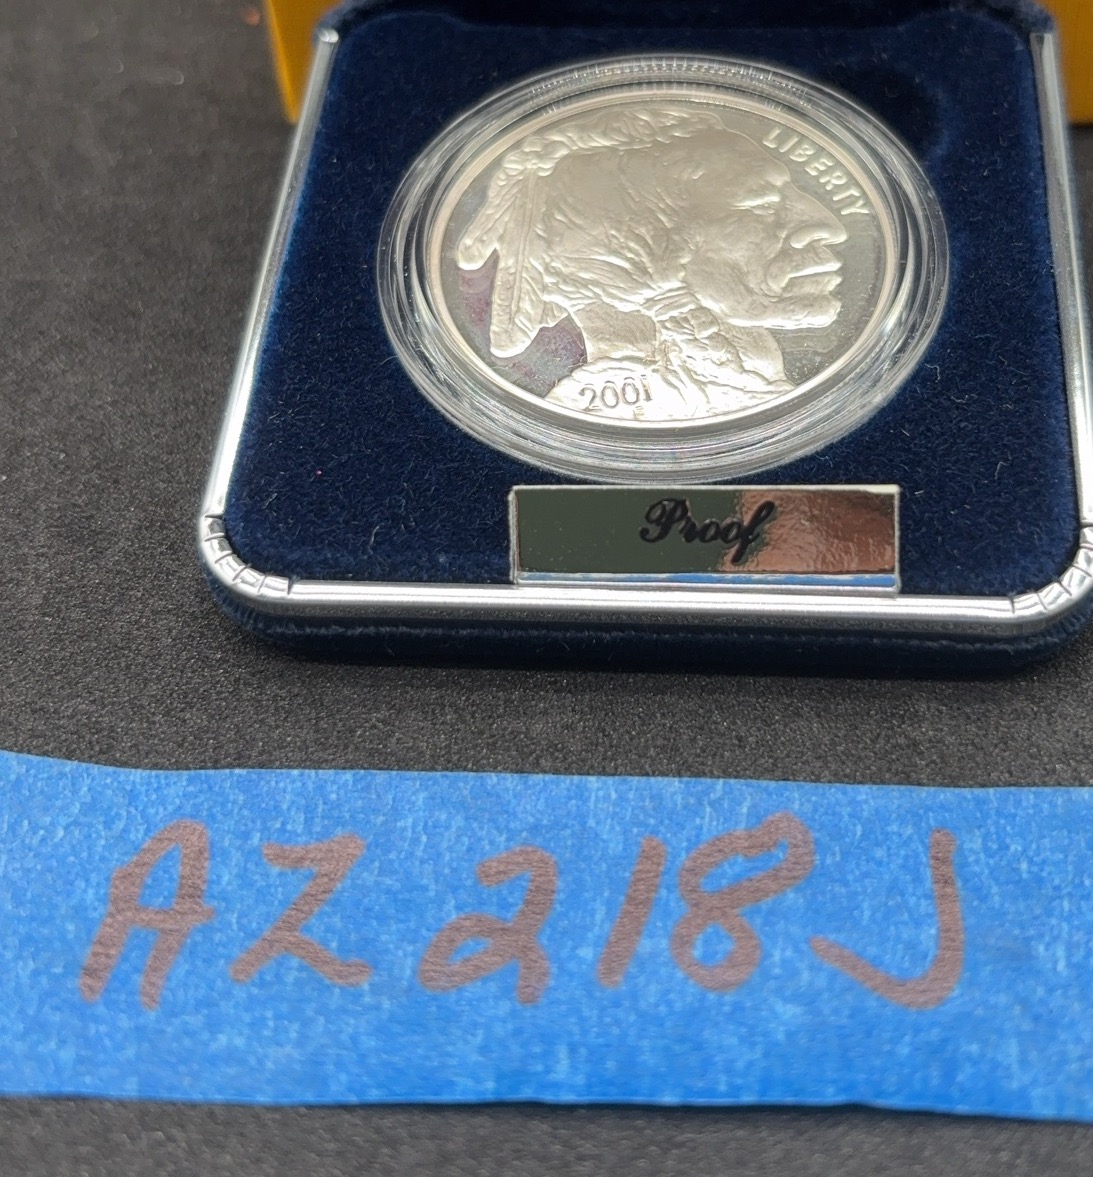 LIBERTY
2001
Proof
AZ218J